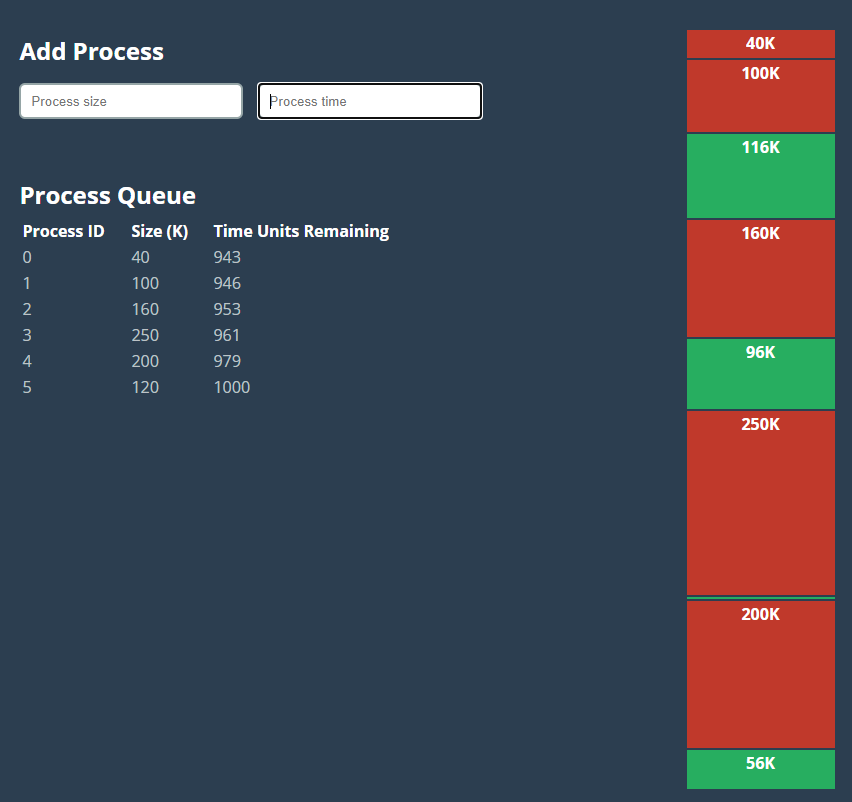 Add Process
Process size
Process time
Process Queue
Process ID Size (K) Time Units Remaining
0 40 943
1 100 946
2 160 953
3 250 961
4 200 979
5 120 1000
40K
100K
116K
160K
96K
250K
200K
56K